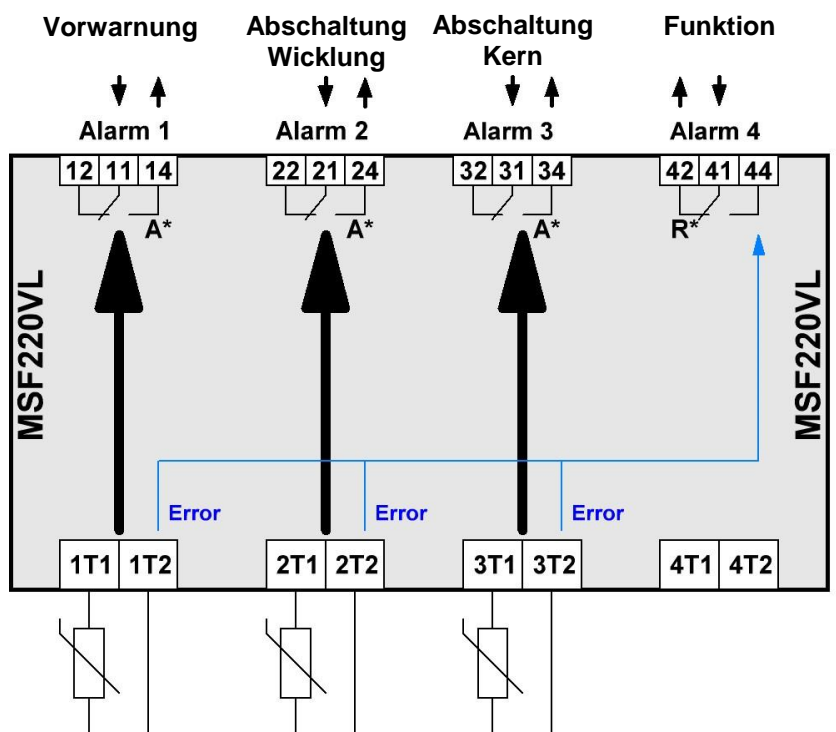 Vorwarnung
Abschaltung
Wicklung
Abschaltung
Kern
Funktion
Alarm 1
Alarm 2
Alarm 3
Alarm 4
12 11 14
22 21 24
32 31 34
42 41 44
A*
A*
A*
R*
MSF220VL
MSF220VL
Error
Error
Error
1T1 1T2
2T1 2T2
3T1 3T2
4T1 4T2